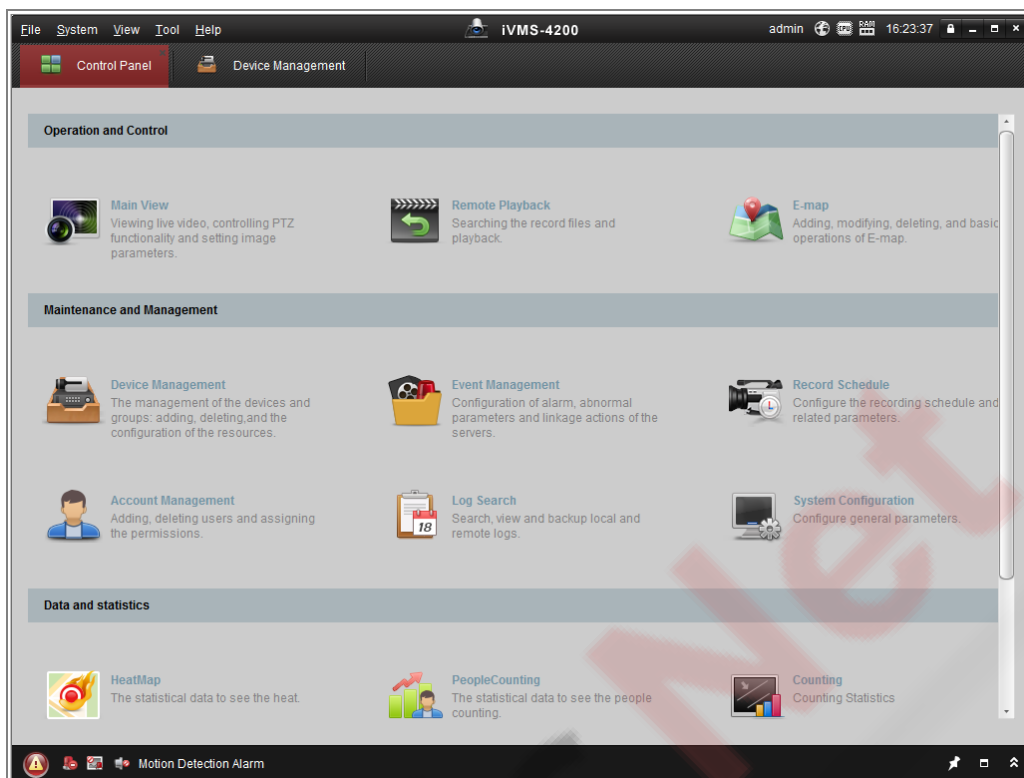 File System View Tool Help iVMS-4200 admin CPU RAM 16:23:37
Control Panel Device Management
Operation and Control
Main View
Viewing live video, controlling PTZ
functionality and setting image
parameters.
Remote Playback
Searching the record files and
playback.
E-map
Adding, modifying, deleting, and basic
operations of E-map.
Maintenance and Management
Device Management
The management of the devices and
groups: adding, deleting,and the
configuration of the resources.
Event Management
Configuration of alarm, abnormal
parameters and linkage actions of the
servers.
Record Schedule
Configure the recording schedule and
related parameters.
Account Management
Adding, deleting users and assigning
the permissions.
Log Search
Search, view and backup local and
remote logs.
18
System Configuration
Configure general parameters.
Data and statistics
HeatMap
The statistical data to see the heat.
PeopleCounting
The statistical data to see the people
counting.
Counting
Counting Statistics
Motion Detection Alarm
Net